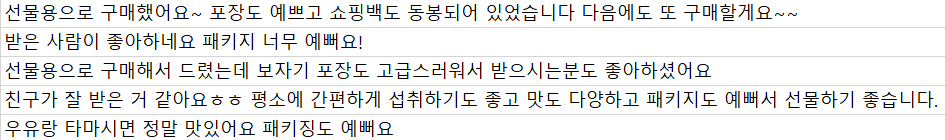 선물용으로 구매했어요~ 포장도 예쁘고 쇼핑백도 동봉되어 있었습니다 다음에도 또 구매할게요~~
받은 사람이 좋아하네요 패키지 너무 예뻐요!
선물용으로 구매해서 드렸는데 보자기 포장도 고급스러워서 받으시는분도 좋아하셨어요
친구가 잘 받은 거 같아요ㅎㅎ 평소에 간편하게 섭취하기도 좋고 맛도 다양하고 패키지도 예뻐서 선물하기 좋습니다.
우유랑 타마시면 정말 맛있어요 패키징도 예뻐요